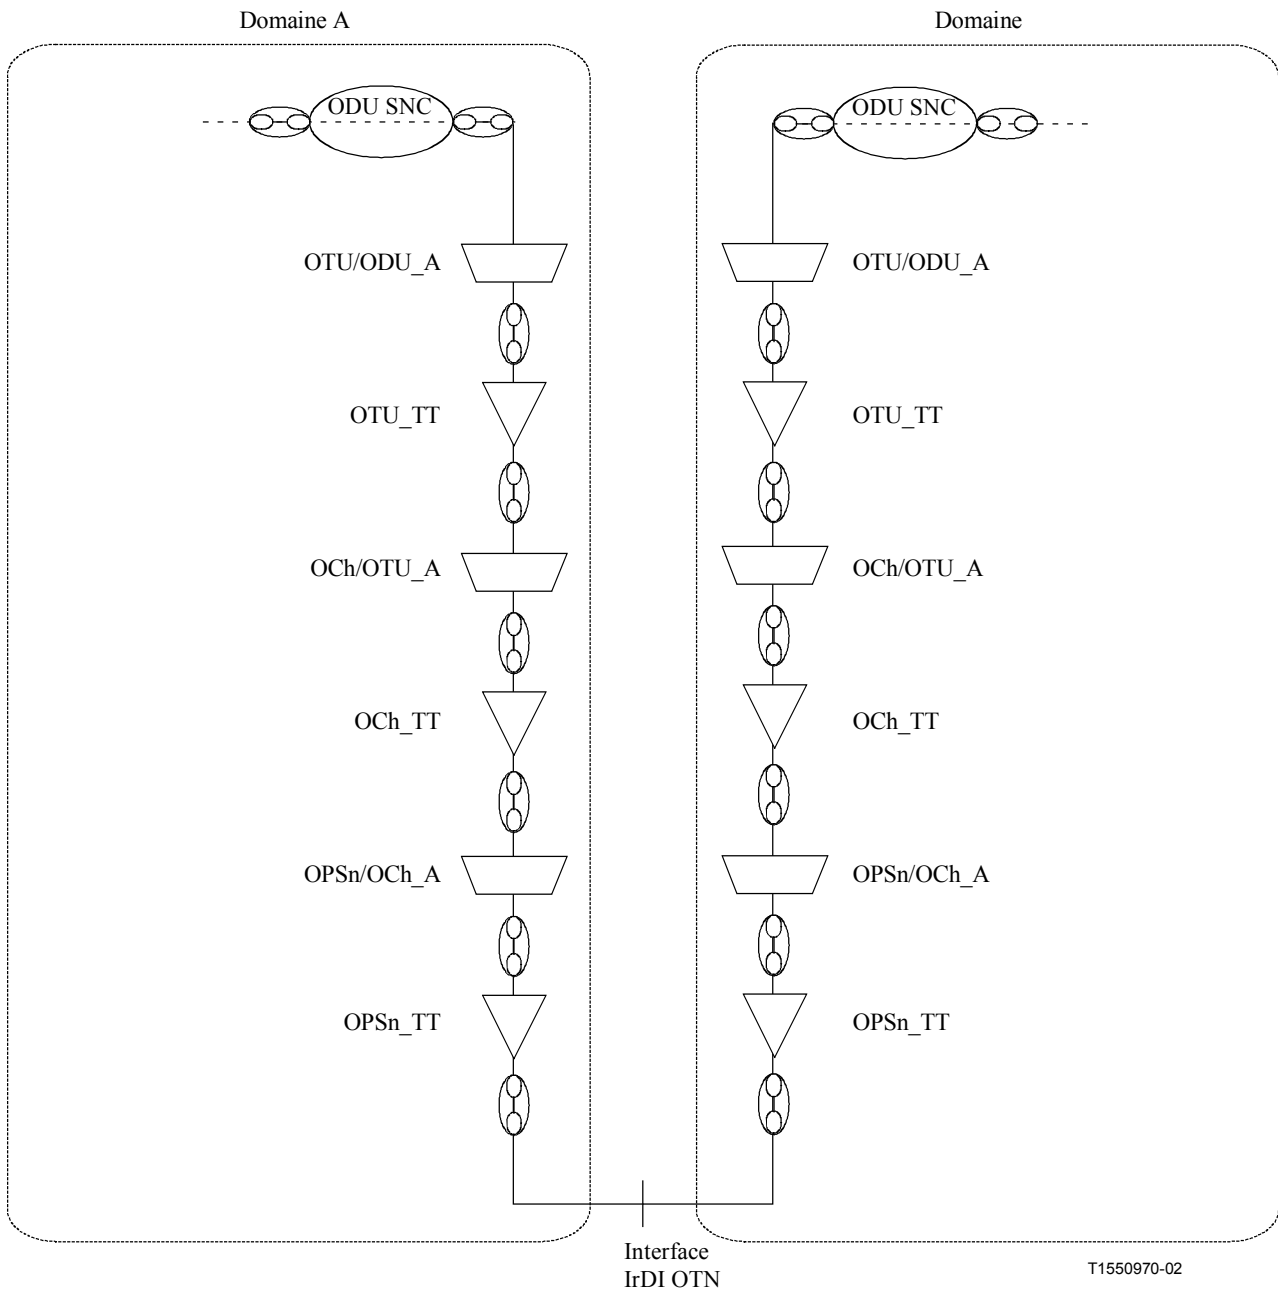 Domaine A
Domaine
ODU SNC
ODU SNC
OTU/ODU_A
OTU/ODU_A
OTU_TT
OTU_TT
OCh/OTU_A
OCh/OTU_A
OCh_TT
OCh_TT
OPSn/OCh_A
OPSn/OCh_A
OPSn_TT
OPSn_TT
Interface
IrDI OTN
T1550970-02